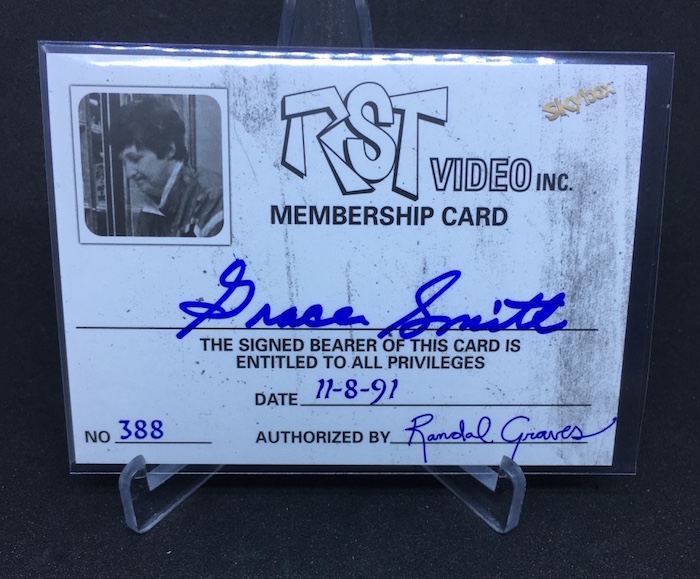 Skybox
RST VIDEO INC.
MEMBERSHIP CARD
Grace Smith
THE SIGNED BEARER OF THIS CARD IS
ENTITLED TO ALL PRIVILEGES
DATE 11-8-91
NO 388 AUTHORIZED BY Randal Graves